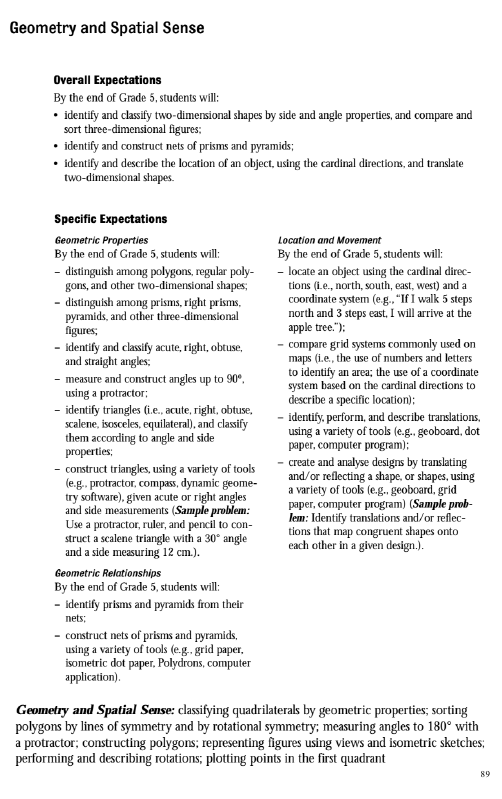 Geometry and Spatial Sense
Overall Expectations
By the end of Grade 5, students will:
• identify and classify two-dimensional shapes by side and angle properties, and compare and
sort three-dimensional figures;
• identify and construct nets of prisms and pyramids;
• identify and describe the location of an object, using the cardinal directions, and translate
two-dimensional shapes.
Specific Expectations
Geometric Properties
By the end of Grade 5, students will:
– distinguish among polygons, regular poly-
gons, and other two-dimensional shapes;
– distinguish among prisms, right prisms,
pyramids, and other three-dimensional
figures;
– identify and classify acute, right, obtuse,
and straight angles;
– measure and construct angles up to 90°,
using a protractor;
– identify triangles (i.e., acute, right, obtuse,
scalene, isosceles, equilateral), and classify
them according to angle and side
properties;
– construct triangles, using a variety of tools
(e.g., protractor, compass, dynamic geome-
try software), given acute or right angles
and side measurements (Sample problem:
Use a protractor, ruler, and pencil to con-
struct a scalene triangle with a 30° angle
and a side measuring 12 cm.).
Geometric Relationships
By the end of Grade 5, students will:
– identify prisms and pyramids from their
nets;
– construct nets of prisms and pyramids,
using a variety of tools (e.g., grid paper,
isometric dot paper, Polydrons, computer
application).
Location and Movement
By the end of Grade 5, students will:
– locate an object using the cardinal direc-
tions (i.e., north, south, east, west) and a
coordinate system (e.g., “If I walk 5 steps
north and 3 steps east, I will arrive at the
apple tree.”);
– compare grid systems commonly used on
maps (i.e., the use of numbers and letters
to identify an area; the use of a coordinate
system based on the cardinal directions to
describe a specific location);
– identify, perform, and describe translations,
using a variety of tools (e.g., geoboard, dot
paper, computer program);
– create and analyse designs by translating
and/or reflecting a shape, or shapes, using
a variety of tools (e.g., geoboard, grid
paper, computer program) (Sample prob-
lem: Identify translations and/or reflec-
tions that map congruent shapes onto
each other in a given design.).
Geometry and Spatial Sense: classifying quadrilaterals by geometric properties; sorting
polygons by lines of symmetry and by rotational symmetry; measuring angles to 180° with
a protractor; constructing polygons; representing figures using views and isometric sketches;
performing and describing rotations; plotting points in the first quadrant
89